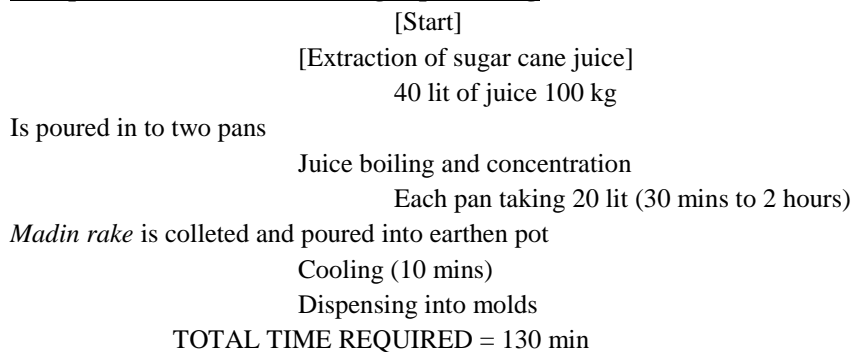 [Start]
[Extraction of sugar cane juice]
40 lit of juice 100 kg
Is poured in to two pans
Juice boiling and concentration
Each pan taking 20 lit (30 mins to 2 hours)
Madin rake is colleted and poured into earthen pot
Cooling (10 mins)
Dispensing into molds
TOTAL TIME REQUIRED = 130 min